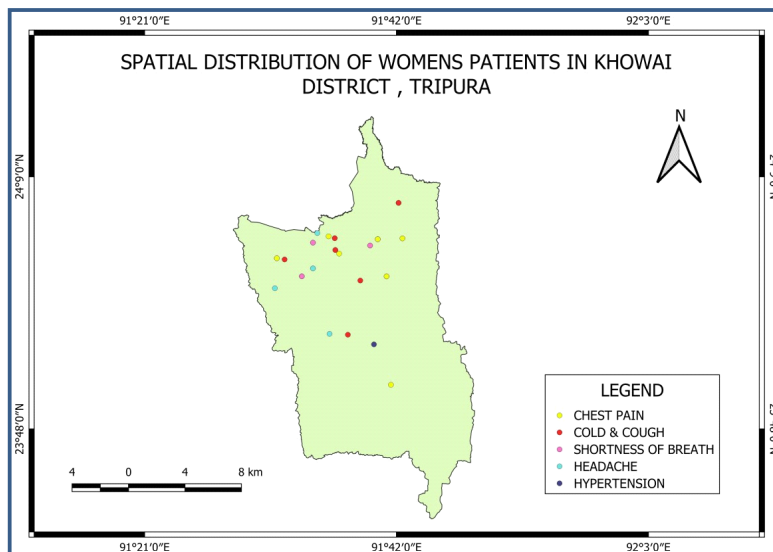 91°21'0"E 91°42'0"E 92°3'0"E
SPATIAL DISTRIBUTION OF WOMENS PATIENTS IN KHOWAI
DISTRICT , TRIPURA
N
24°9'0"N
23°48'0"N
LEGEND
CHEST PAIN
COLD & COUGH
SHORTNESS OF BREATH
HEADACHE
HYPERTENSION
4 0 4 8 km
91°21'0"E 91°42'0"E 92°3'0"E